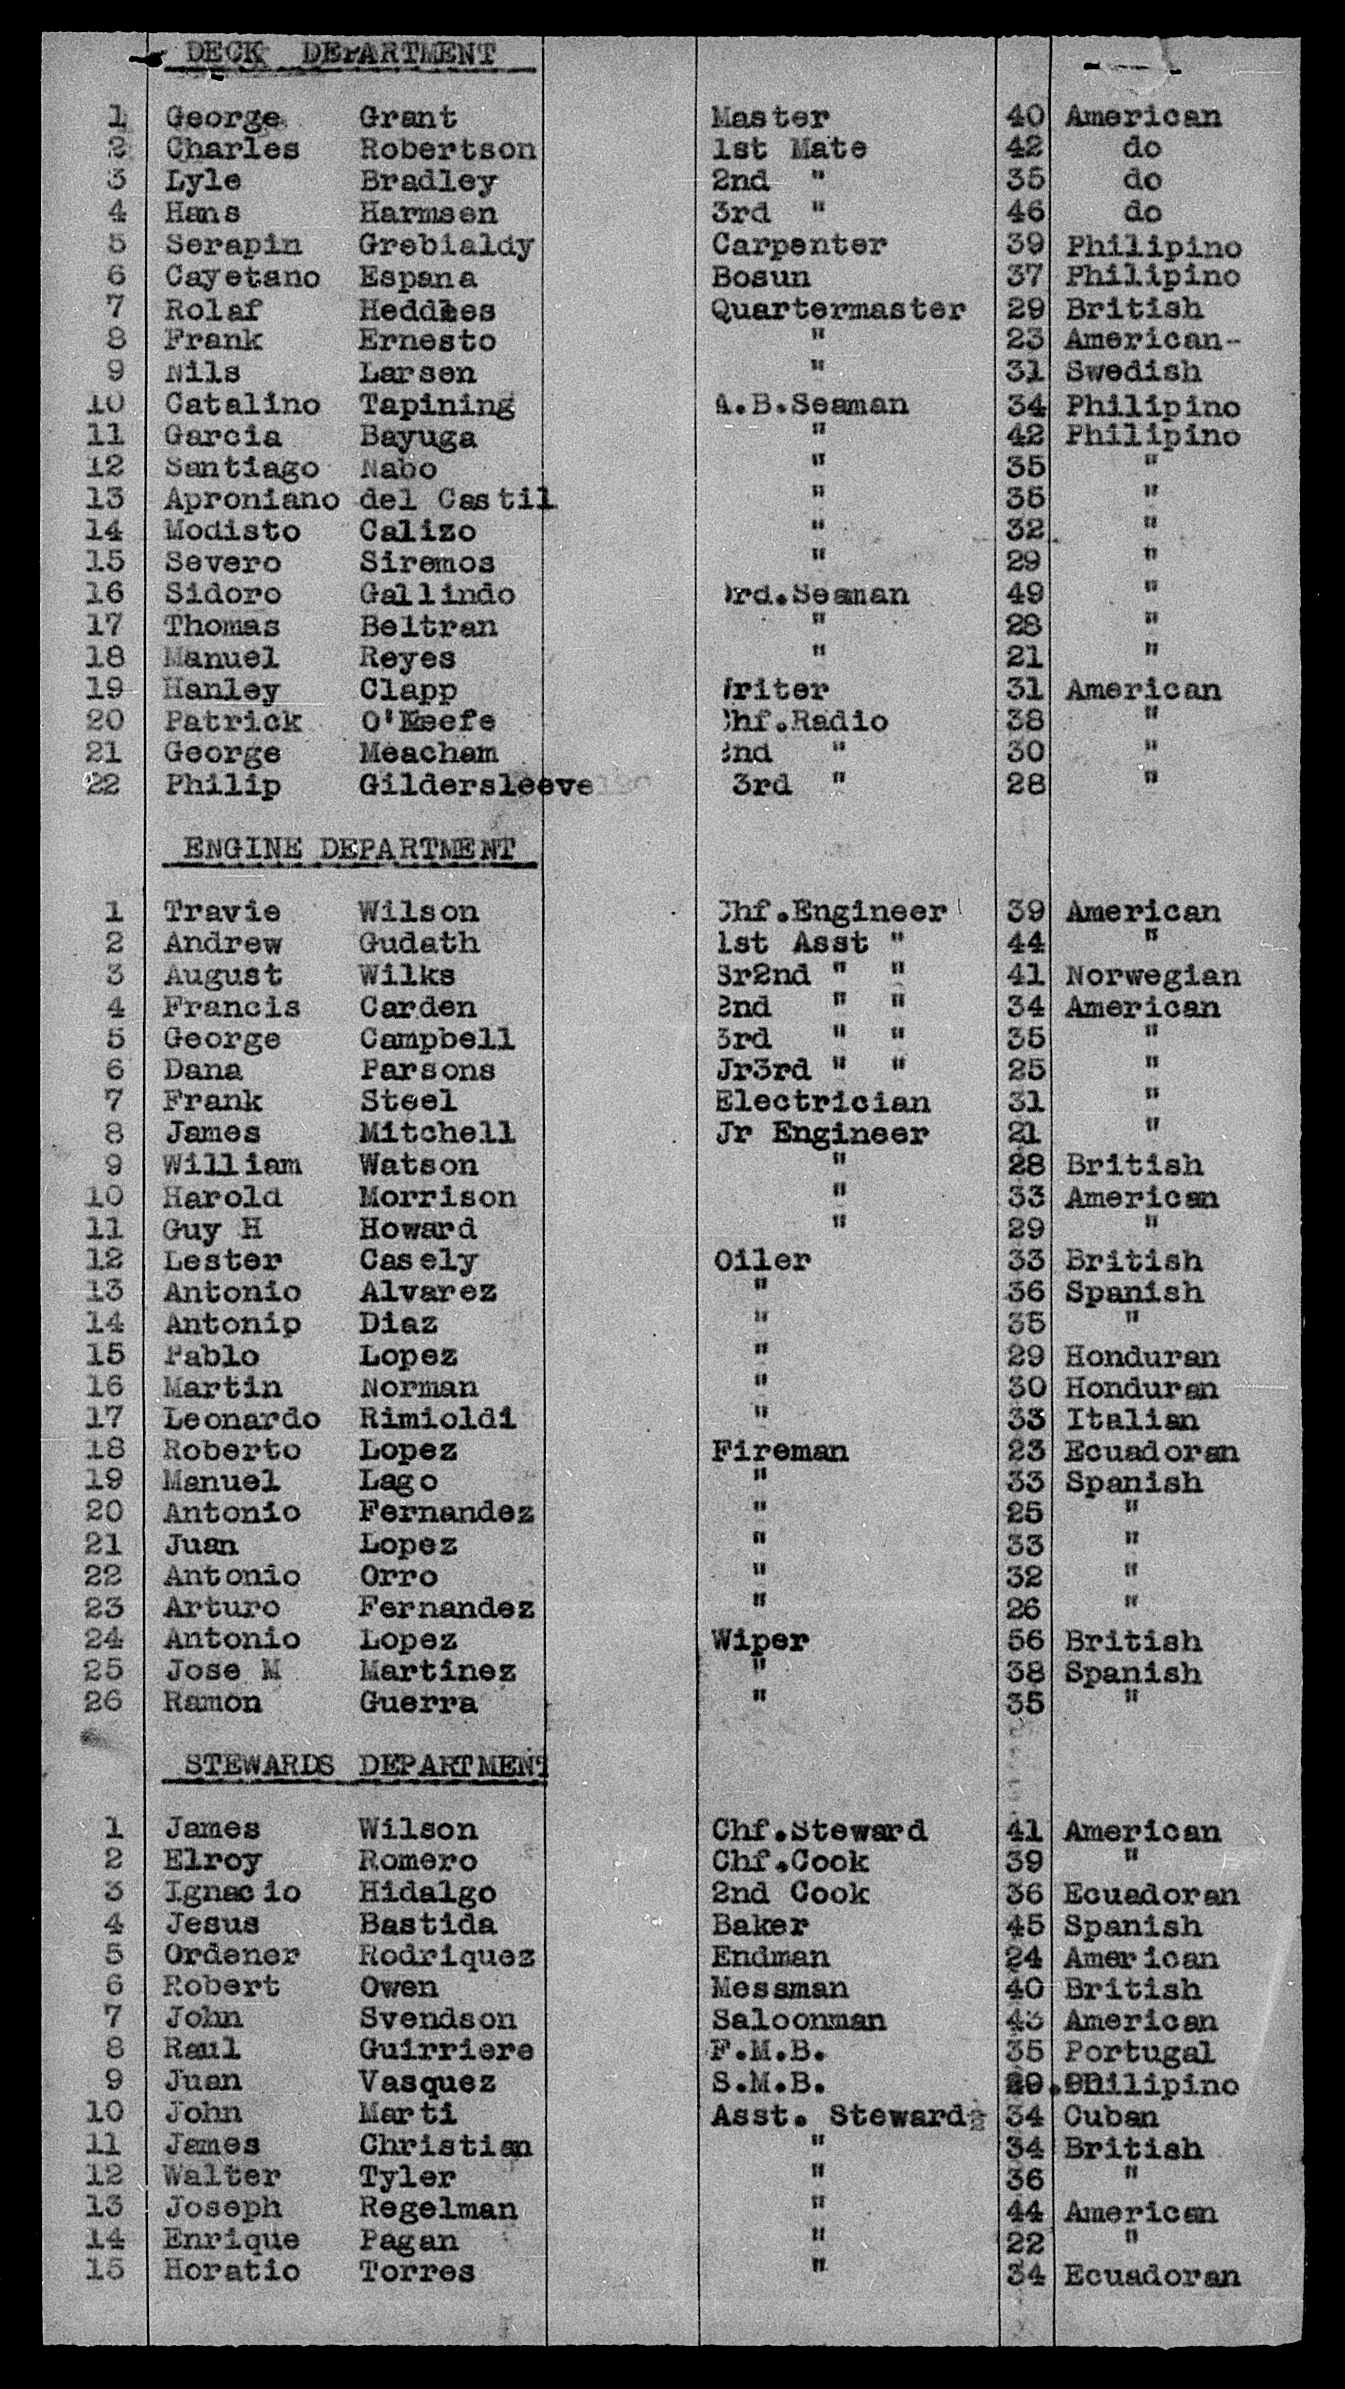 DECK DEPARTMENT
1 George Grant Master 40 American
2 Charles Robertson 1st Mate 42 do
3 Lyle Bradley 2nd " 35 do
4 Hans Harmsen 3rd " 46 do
5 Serapin Grebialdy Carpenter 39 Philipino
6 Cayetano Espana Bosun 37 Philipino
7 Rolaf Heddles Quartermaster 29 British
8 Frank Ernesto " 23 American-
9 Nils Larsen " 31 Swedish
10 Catalino Tapining A.B.Seaman 34 Philipino
11 Garcia Bayuga " 42 Philipino
12 Santiago Nabo " 35 "
13 Aproniano del Castil " 36 "
14 Modisto Calizo " 32 "
15 Severo Siremos " 29 "
16 Sidoro Gallindo Ord.Seaman 49 "
17 Thomas Beltran " 28 "
18 Manuel Reyes " 21 "
19 Hanley Clapp Writer 31 American
20 Patrick O'Keefe Chf.Radio 38 "
21 George Meacham 2nd " 30 "
22 Philip Gildersleeve 3rd " 28 "
ENGINE DEPARTMENT
1 Travie Wilson Chf.Engineer 39 American
2 Andrew Gudath 1st Asst " 44 "
3 August Wilks Sr2nd " " 41 Norwegian
4 Francis Carden 2nd " " 34 American
5 George Campbell 3rd " " 35 "
6 Dana Parsons Jr3rd " " 25 "
7 Frank Steel Electrician 31 "
8 James Mitchell Jr Engineer 21 "
9 William Watson " 28 British
10 Harold Morrison " 33 American
11 Guy H Howard " 29 "
12 Lester Casely Oiler 33 British
13 Antonio Alvarez " 36 Spanish
14 Antonip Diaz " 35 "
15 Pablo Lopez " 29 Honduran
16 Martin Norman " 30 Honduran
17 Leonardo Rimioldi " 33 Italian
18 Roberto Lopez Fireman 23 Ecuadoran
19 Manuel Lago " 33 Spanish
20 Antonio Fernandez " 25 "
21 Juan Lopez " 33 "
22 Antonio Orro " 32 "
23 Arturo Fernandez " 26 "
24 Antonio Lopez Wiper 56 British
25 Jose M Martinez " 38 Spanish
26 Ramon Guerra " 35 "
STEWARDS DEPARTMENT
1 James Wilson Chf.Steward 41 American
2 Elroy Romero Chf.Cook 39 "
3 Ignacio Hidalgo 2nd Cook 36 Ecuadoran
4 Jesus Bastida Baker 45 Spanish
5 Ordener Rodriquez Endman 24 American
6 Robert Owen Messman 40 British
7 John Svendson Saloonman 43 American
8 Raul Guirriere F.M.B. 35 Portugal
9 Juan Vasquez S.M.B. Philipino
10 John Marti Asst. Steward 34 Cuban
11 James Christian " 34 British
12 Walter Tyler " 36 "
13 Joseph Regelman " 44 American
14 Enrique Pagan " 22 "
15 Horatio Torres " 34 Ecuadoran